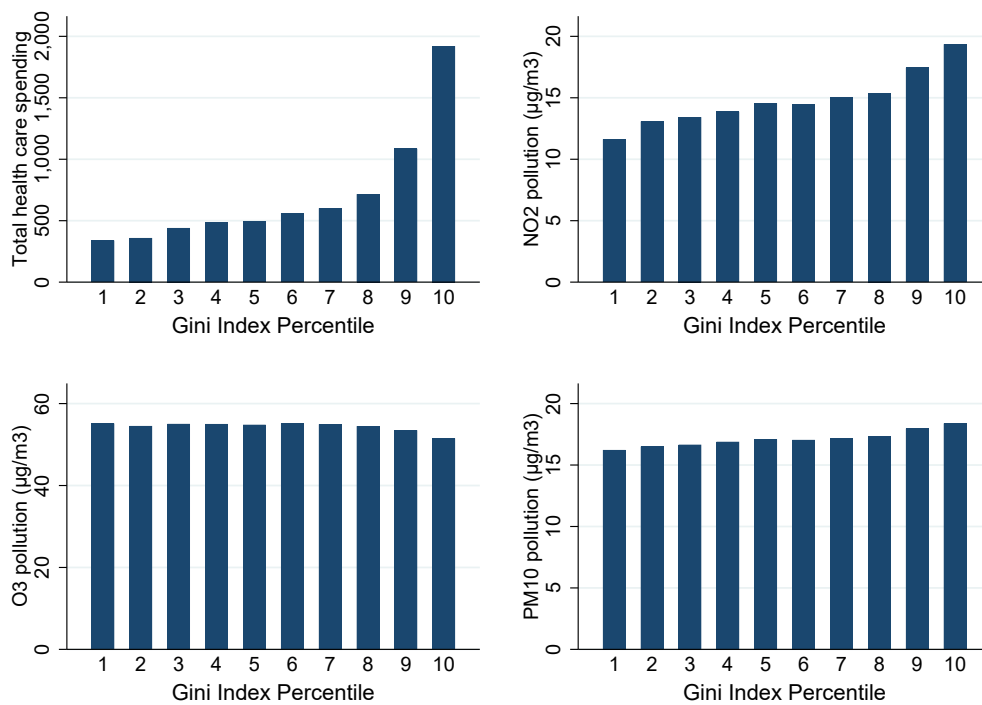 Total health care spending
2,000
1,500
1,000
500
0
1 2 3 4 5 6 7 8 9 10
Gini Index Percentile
NO2 pollution (µg/m3)
20
15
10
5
0
1 2 3 4 5 6 7 8 9 10
Gini Index Percentile
O3 pollution (µg/m3)
60
40
20
0
1 2 3 4 5 6 7 8 9 10
Gini Index Percentile
PM10 pollution (µg/m3)
20
15
10
5
0
1 2 3 4 5 6 7 8 9 10
Gini Index Percentile